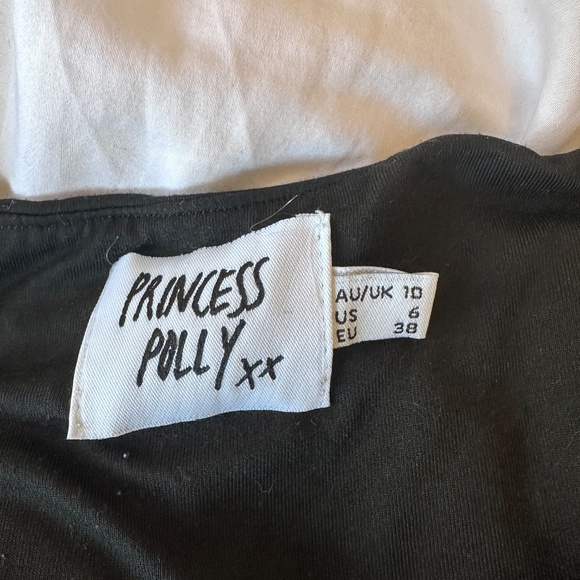 PRINCESS
POLLY xx
AU/UK 10
US 6
EU 38